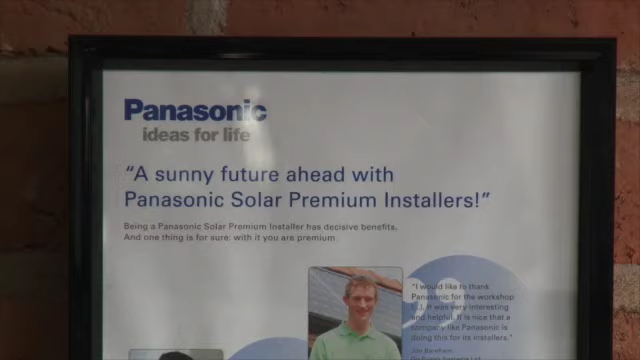 Panasonic
ideas for life
“A sunny future ahead with
Panasonic Solar Premium Installers!”
Being a Panasonic Solar Premium Installer has decisive benefits.
And one thing is for sure: with it you are premium.
"I would like to thank
Panasonic for the workshop
[...]. It was very interesting
and helpful. It is nice that a
company like Panasonic is
doing this for its installers."
Jon Bareham